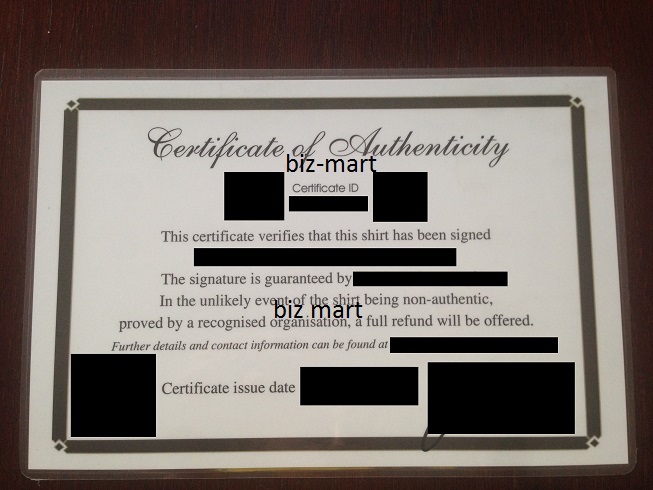 Certificate of Authenticity
biz-mart
Certificate ID
This certificate verifies that this shirt has been signed
The signature is guaranteed by
In the unlikely event of the shirt being non-authentic,
biz mart
proved by a recognised organisation, a full refund will be offered.
Further details and contact information can be found at
Certificate issue date